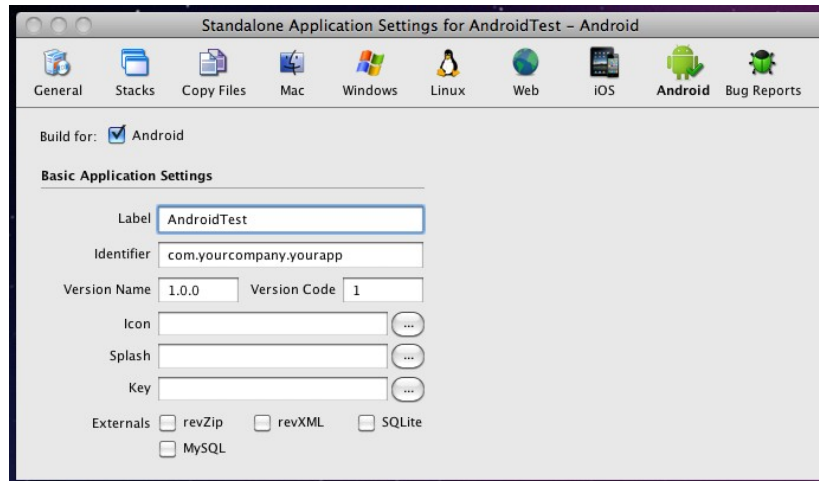 Standalone Application Settings for AndroidTest – Android
General Stacks Copy Files Mac Windows Linux Web iOS Android Bug Reports
Build for: Android
Basic Application Settings
Label AndroidTest
Identifier com.yourcompany.yourapp
Version Name 1.0.0 Version Code 1
Icon ...
Splash ...
Key ...
Externals revZip revXML SQLite
MySQL